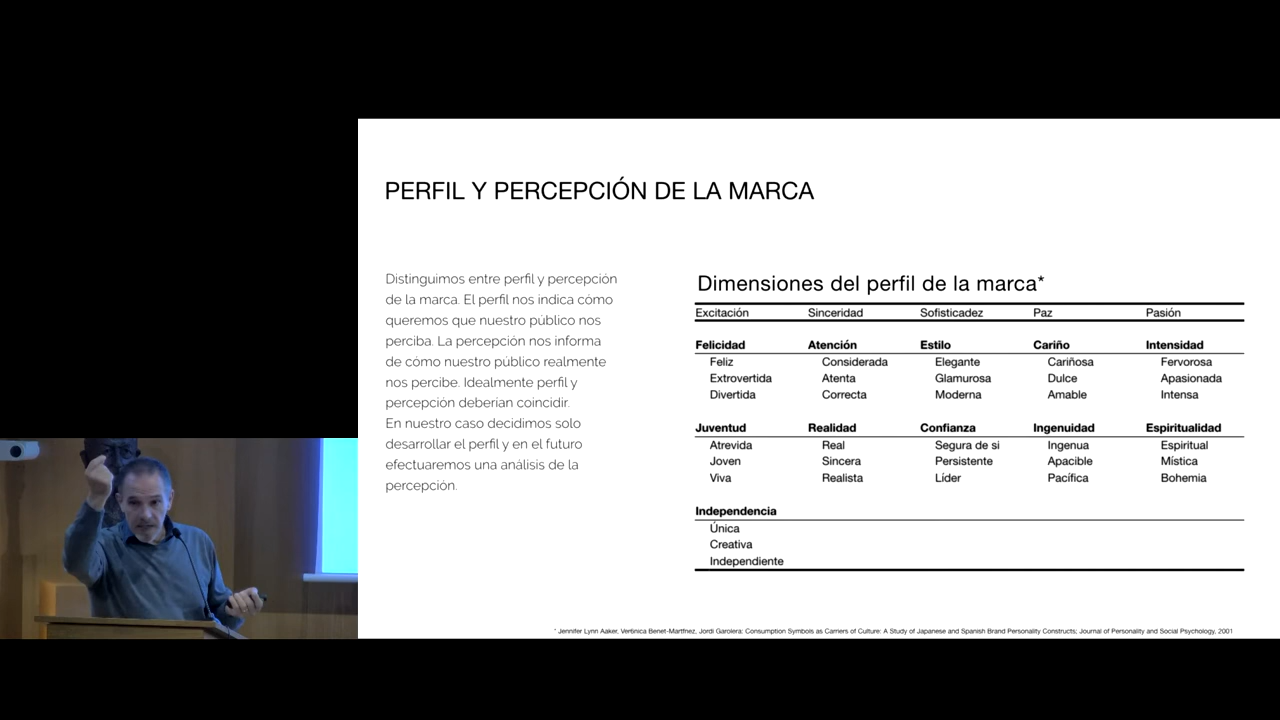 PERFIL Y PERCEPCIÓN DE LA MARCA
Distinguimos entre perfil y percepción
de la marca. El perfil nos indica cómo
queremos que nuestro público nos
perciba. La percepción nos informa
de cómo nuestro público realmente
nos percibe. Idealmente perfil y
percepción deberían coincidir.
En nuestro caso decidimos solo
desarrollar el perfil y en el futuro
efectuaremos una análisis de la
percepción.
Dimensiones del perfil de la marca*
Excitación Sinceridad Sofisticadez Paz Pasión
Felicidad Atención Estilo Cariño Intensidad
Feliz Considerada Elegante Cariñosa Fervorosa
Extrovertida Atenta Glamurosa Dulce Apasionada
Divertida Correcta Moderna Amable Intensa
Juventud Realidad Confianza Ingenuidad Espiritualidad
Atrevida Real Segura de si Ingenua Espiritual
Joven Sincera Persistente Apacible Mística
Viva Realista Líder Pacífica Bohemia
Independencia
Única
Creativa
Independiente
* Jennifer Lynn Aaker, Verónica Benet-Martfnez, Jordi Garolera: Consumption Symbols as Carriers of Culture: A Study of Japanese and Spanish Brand Personality Constructs; Journal of Personality and Social Psychology, 2001